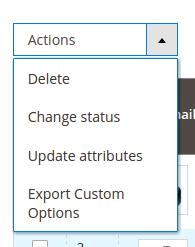 Actions
Delete
Change status
Update attributes
Export Custom
Options